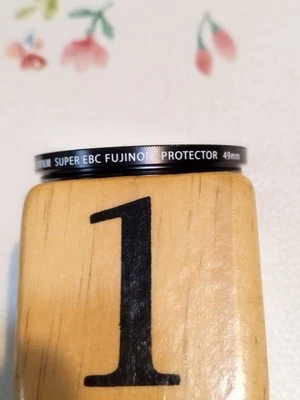 SUPER EBC FUJINON PROTECTOR 49mm
1